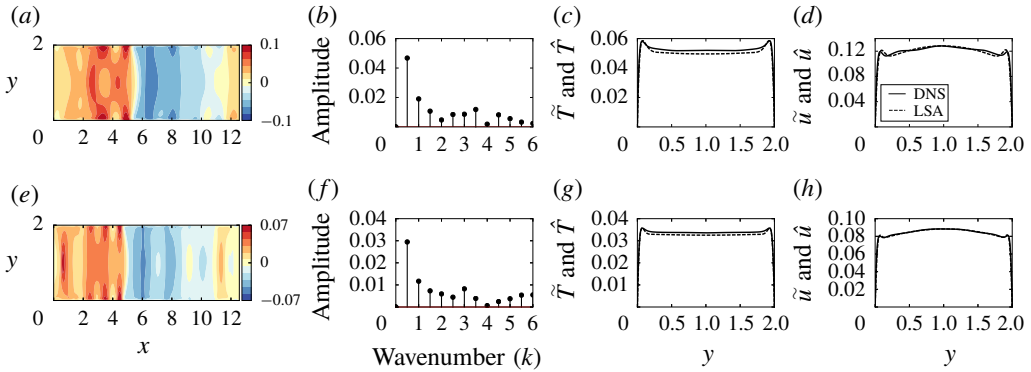 (a)
(b)
(c)
(d)
2
y
0
0 2 4 6 8 10 12
0.1
0
−0.1
Amplitude
0.06
0.04
0.02
0 1 2 3 4 5 6
T̃ and T̂
0.06
0.04
0.02
0 0.5 1.0 1.5 2.0
ũ and û
0.12
0.08
0.04
0 0.5 1.0 1.5 2.0
DNS
LSA
(e)
(f)
(g)
(h)
2
y
0
2 4 6 8 10 12
x
0.07
0
−0.07
Amplitude
0.04
0.03
0.02
0.01
0 1 2 3 4 5 6
Wavenumber (k)
T̃ and T̂
0.04
0.03
0.02
0.01
0 0.5 1.0 1.5 2.0
y
ũ and û
0.10
0.08
0.06
0.04
0.02
0 0.5 1.0 1.5 2.0
y